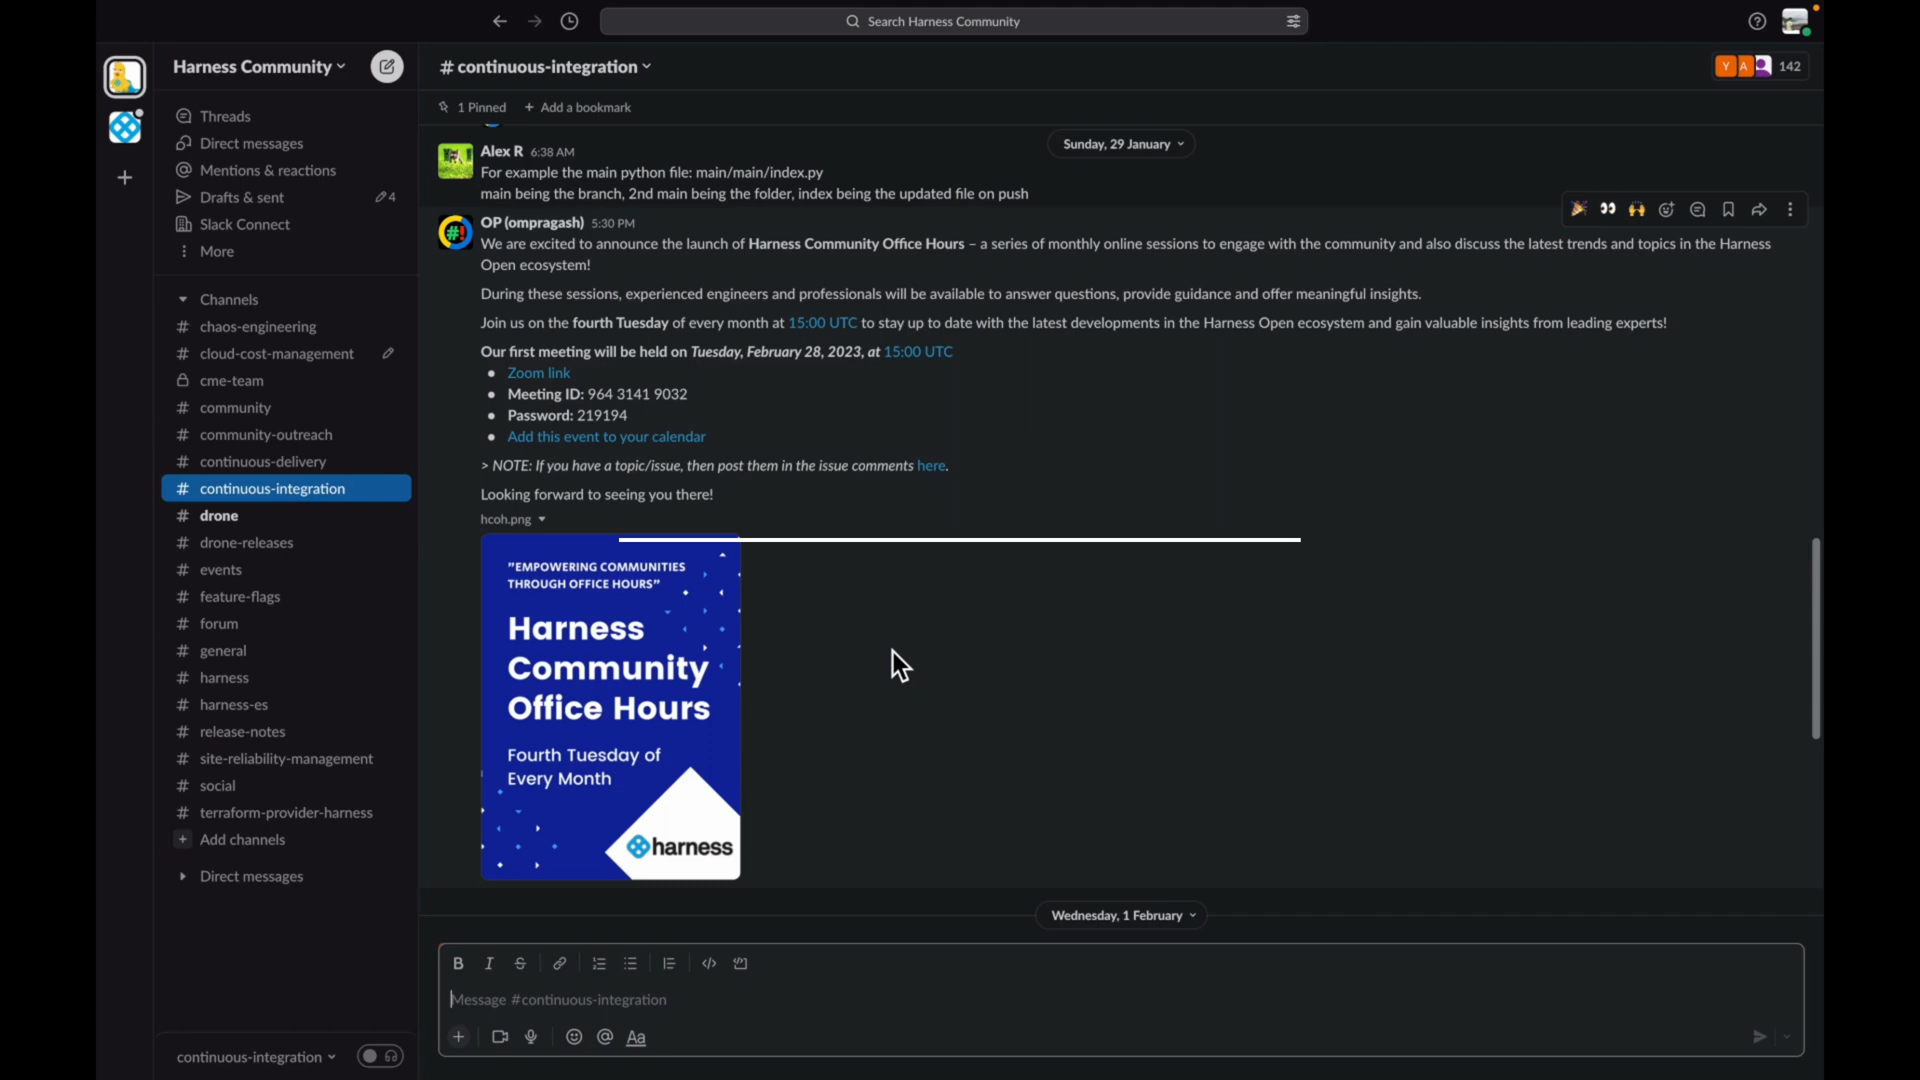 Search Harness Community
Harness Community
# continuous-integration
Y A 142
1 Pinned + Add a bookmark
Threads
Direct messages
Mentions & reactions
Drafts & sent 4
Slack Connect
More
Channels
# chaos-engineering
# cloud-cost-management
cme-team
# community
# community-outreach
# continuous-delivery
# continuous-integration
# drone
# drone-releases
# events
# feature-flags
# forum
# general
# harness
# harness-es
# release-notes
# site-reliability-management
# social
# terraform-provider-harness
+ Add channels
Direct messages
continuous-integration
Sunday, 29 January
Alex R 6:38 AM
For example the main python file: main/main/index.py
main being the branch, 2nd main being the folder, index being the updated file on push
OP (ompragash) 5:30 PM
We are excited to announce the launch of Harness Community Office Hours – a series of monthly online sessions to engage with the community and also discuss the latest trends and topics in the Harness
Open ecosystem!
During these sessions, experienced engineers and professionals will be available to answer questions, provide guidance and offer meaningful insights.
Join us on the fourth Tuesday of every month at 15:00 UTC to stay up to date with the latest developments in the Harness Open ecosystem and gain valuable insights from leading experts!
Our first meeting will be held on Tuesday, February 28, 2023, at 15:00 UTC
• Zoom link
• Meeting ID: 964 3141 9032
• Password: 219194
• Add this event to your calendar
> NOTE: If you have a topic/issue, then post them in the issue comments here.
Looking forward to seeing you there!
hcoh.png
"EMPOWERING COMMUNITIES
THROUGH OFFICE HOURS"
Harness
Community
Office Hours
Fourth Tuesday of
Every Month
harness
Wednesday, 1 February
B I S
Message #continuous-integration
Aa